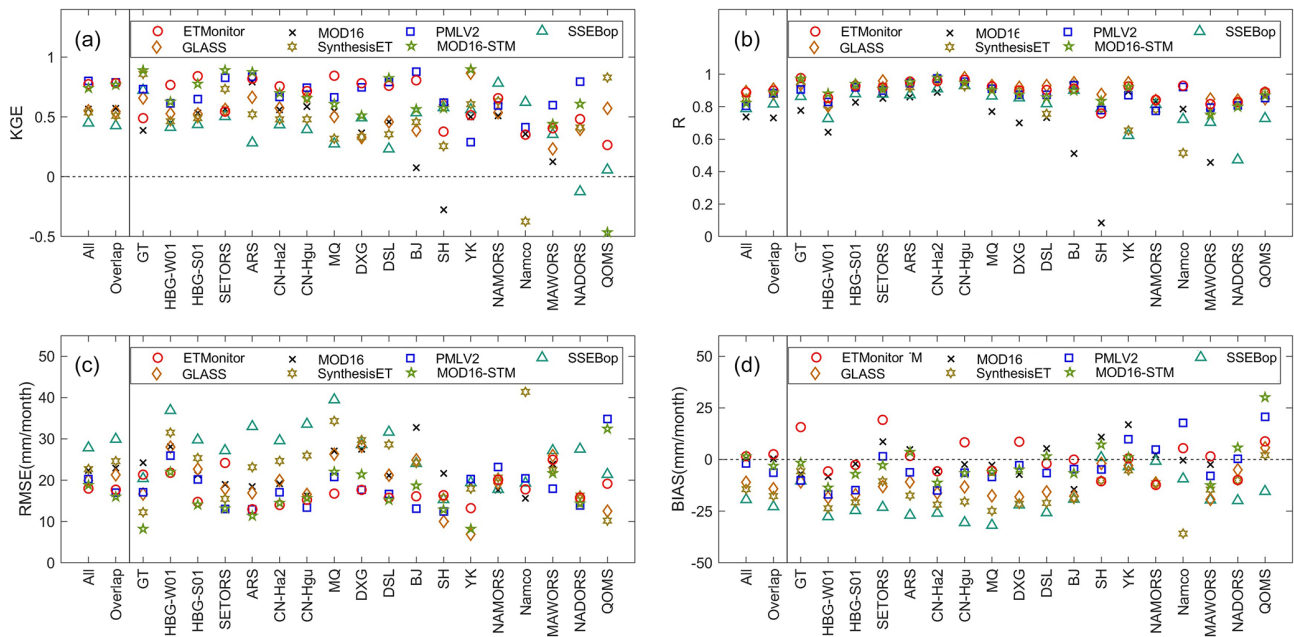 (a)
ETMonitor MOD16 PMLV2 SSEBop
GLASS SynthesisET MOD16-STM
KGE
1
0.5
0
-0.5
All Overlap GT HBG-W01 HBG-S01 SETORS ARS CN-Ha2 CN-Hgu MQ DXG DSL BJ SH YK NAMORS Namco MAWORS NADORS QOMS
(b)
ETMonitor MOD16 PMLV2 SSEBop
GLASS SynthesisET MOD16-STM
R
1
0.8
0.6
0.4
0.2
0
All Overlap GT HBG-W01 HBG-S01 SETORS ARS CN-Ha2 CN-Hgu MQ DXG DSL BJ SH YK NAMORS Namco MAWORS NADORS QOMS
(c)
ETMonitor MOD16 PMLV2 SSEBop
GLASS SynthesisET MOD16-STM
RMSE(mm/month)
50
40
30
20
10
0
All Overlap GT HBG-W01 HBG-S01 SETORS ARS CN-Ha2 CN-Hgu MQ DXG DSL BJ SH YK NAMORS Namco MAWORS NADORS QOMS
(d)
ETMonitor MOD16 PMLV2 SSEBop
GLASS SynthesisET MOD16-STM
BIAS(mm/month)
50
25
0
-25
-50
All Overlap GT HBG-W01 HBG-S01 SETORS ARS CN-Ha2 CN-Hgu MQ DXG DSL BJ SH YK NAMORS Namco MAWORS NADORS QOMS